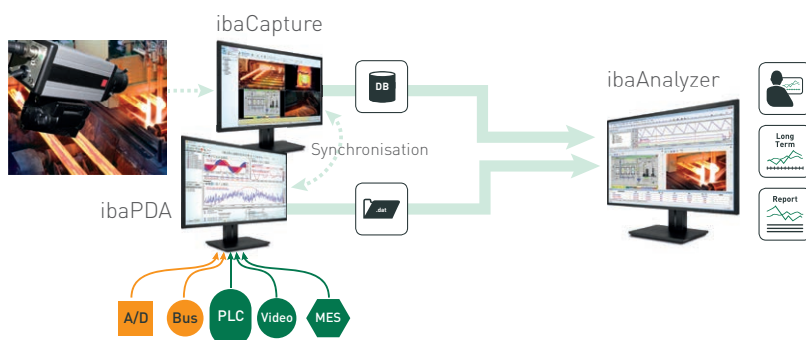 ibaCapture
DB
ibaAnalyzer
Synchronisation
Long
Term
ibaPDA
.dat
Report
A/D
Bus
PLC
Video
MES